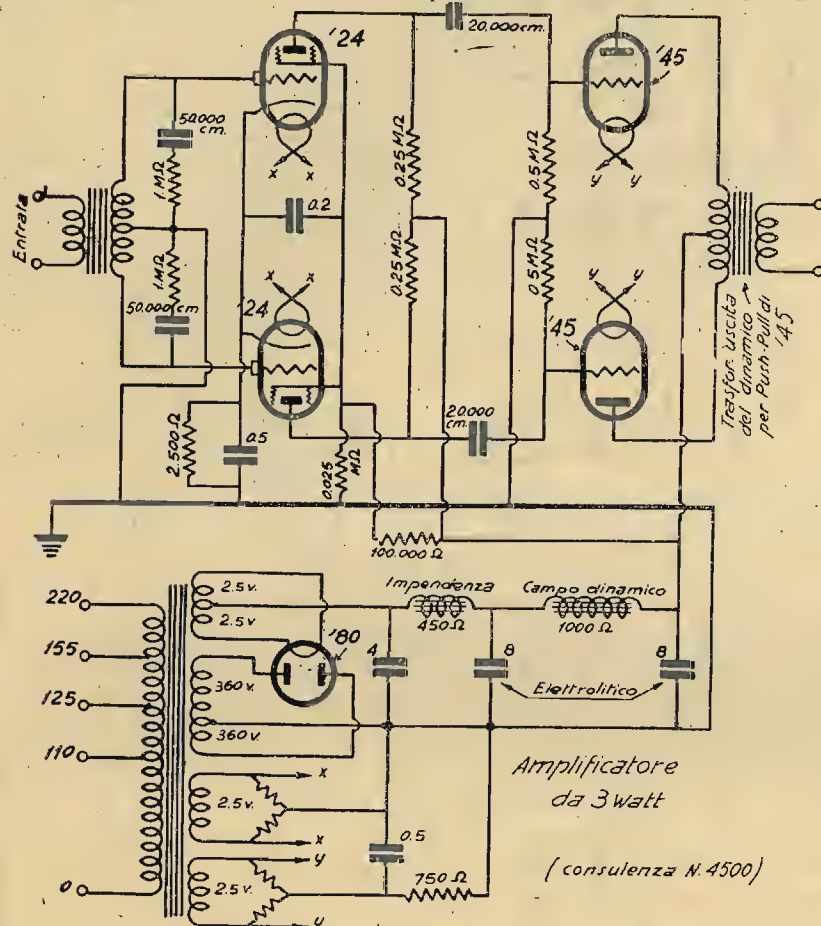 '24
20.000 cm.
'45
50.000
cm.
1.MΩ
x x
0.25 MΩ
0.5 MΩ
y y
Entrata
0.2
1.MΩ
50.000 cm
x x
'24
0.25 MΩ
0.5 MΩ
y y
'45
Trasfor. uscita
del dinamico
per Push-Pull di
'45
20.000
cm.
2.500 Ω
0.5
0.025
MΩ
100.000 Ω
220
155
125
110
0
2.5 v.
2.5 v.
'80
360 v.
360 v.
2.5 v.
x
x
2.5 v.
y
y
Impendenza
450 Ω
Campo dinamico
1000 Ω
4
8
8
Elettrolitico
0.5
750 Ω
Amplificatore
da 3 watt
(consulenza N. 4500)